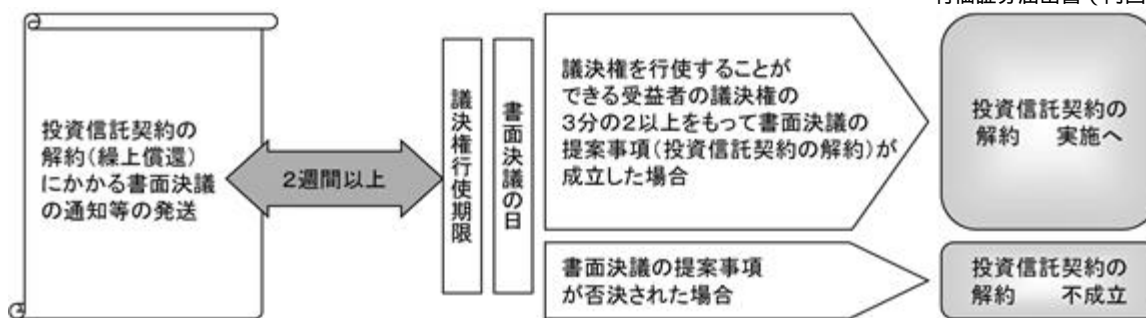 投資信託契約の
解約(繰上償還)
にかかる書面決議
の通知等の発送
2週間以上
議決権行使期限
書面決議の日
議決権を行使することが
できる受益者の議決権の
3分の2以上をもって書面決議の
提案事項(投資信託契約の解約)が
成立した場合
投資信託契約の
解約 実施へ
書面決議の提案事項
が否決された場合
投資信託契約の
解約 不成立